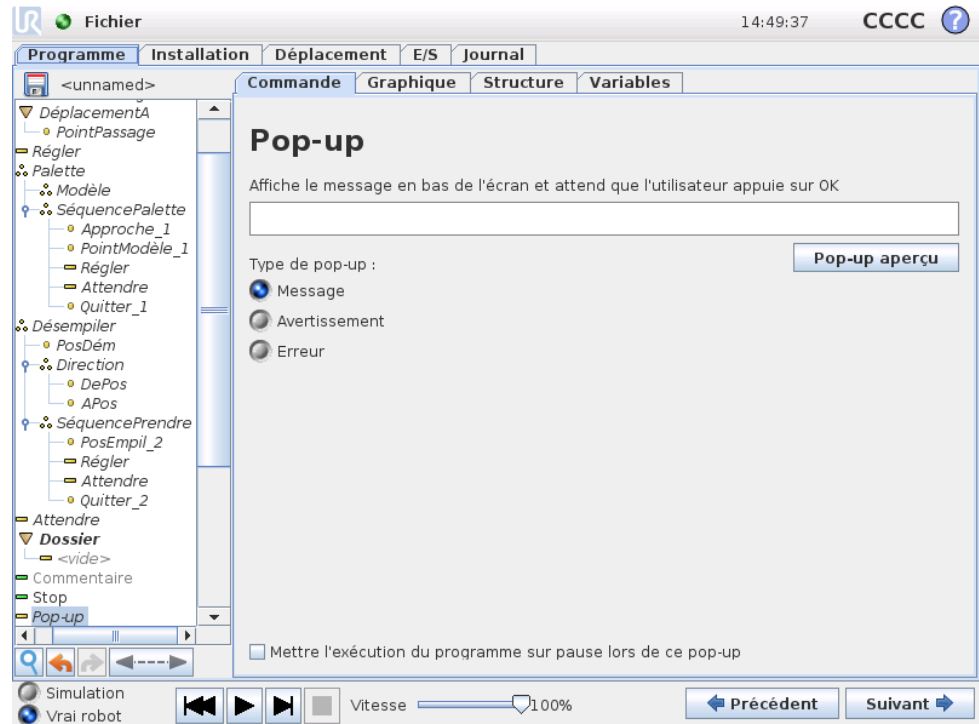 UR Fichier 14:49:37 CCCC ?
Programme Installation Déplacement E/S Journal
<unnamed>
Commande Graphique Structure Variables
DéplacementA
PointPassage
Régler
Palette
Modèle
SéquencePalette
Approche_1
PointModèle_1
Régler
Attendre
Quitter_1
Désempiler
PosDém
Direction
DePos
APos
SéquencePrendre
PosEmpil_2
Régler
Attendre
Quitter_2
Attendre
Dossier
<vide>
Commentaire
Stop
Pop-up
Pop-up
Affiche le message en bas de l'écran et attend que l'utilisateur appuie sur OK
Pop-up aperçu
Type de pop-up :
Message
Avertissement
Erreur
Mettre l'exécution du programme sur pause lors de ce pop-up
Simulation
Vrai robot
Vitesse 100%
Précédent Suivant